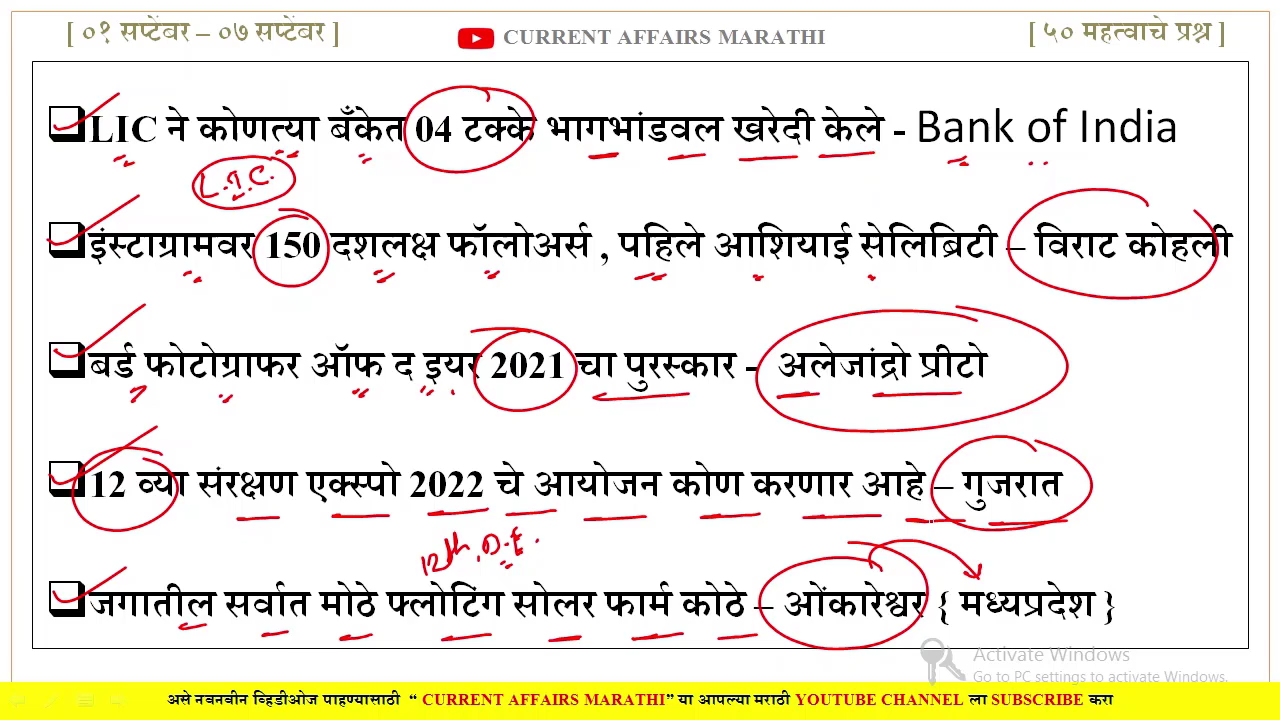 [ ०१ सप्टेंबर – ०७ सप्टेंबर ]
CURRENT AFFAIRS MARATHI
[ ५० महत्वाचे प्रश्न ]
LIC ने कोणत्या बँकेत 04 टक्के भागभांडवल खरेदी केले - Bank of India
L.I.C.
इंस्टाग्रामवर 150 दशलक्ष फॉलोअर्स , पहिले आशियाई सेलिब्रिटी – विराट कोहली
बर्ड फोटोग्राफर ऑफ द इयर 2021 चा पुरस्कार - अलेजांद्रो प्रीटो
12 व्या संरक्षण एक्स्पो 2022 चे आयोजन कोण करणार आहे – गुजरात
12th. D.E.
जगातील सर्वात मोठे फ्लोटिंग सोलर फार्म कोठे – ओंकारेश्वर { मध्यप्रदेश }
Activate Windows
Go to PC settings to activate Windows.
असे नवनवीन व्हिडीओज पाहण्यासाठी “ CURRENT AFFAIRS MARATHI” या आपल्या मराठी YOUTUBE CHANNEL ला SUBSCRIBE करा